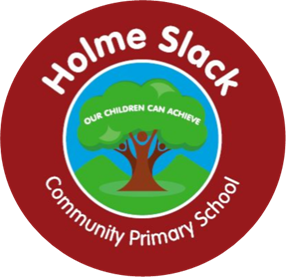 Holme Slack
OUR CHILDREN CAN ACHIEVE
Community Primary School